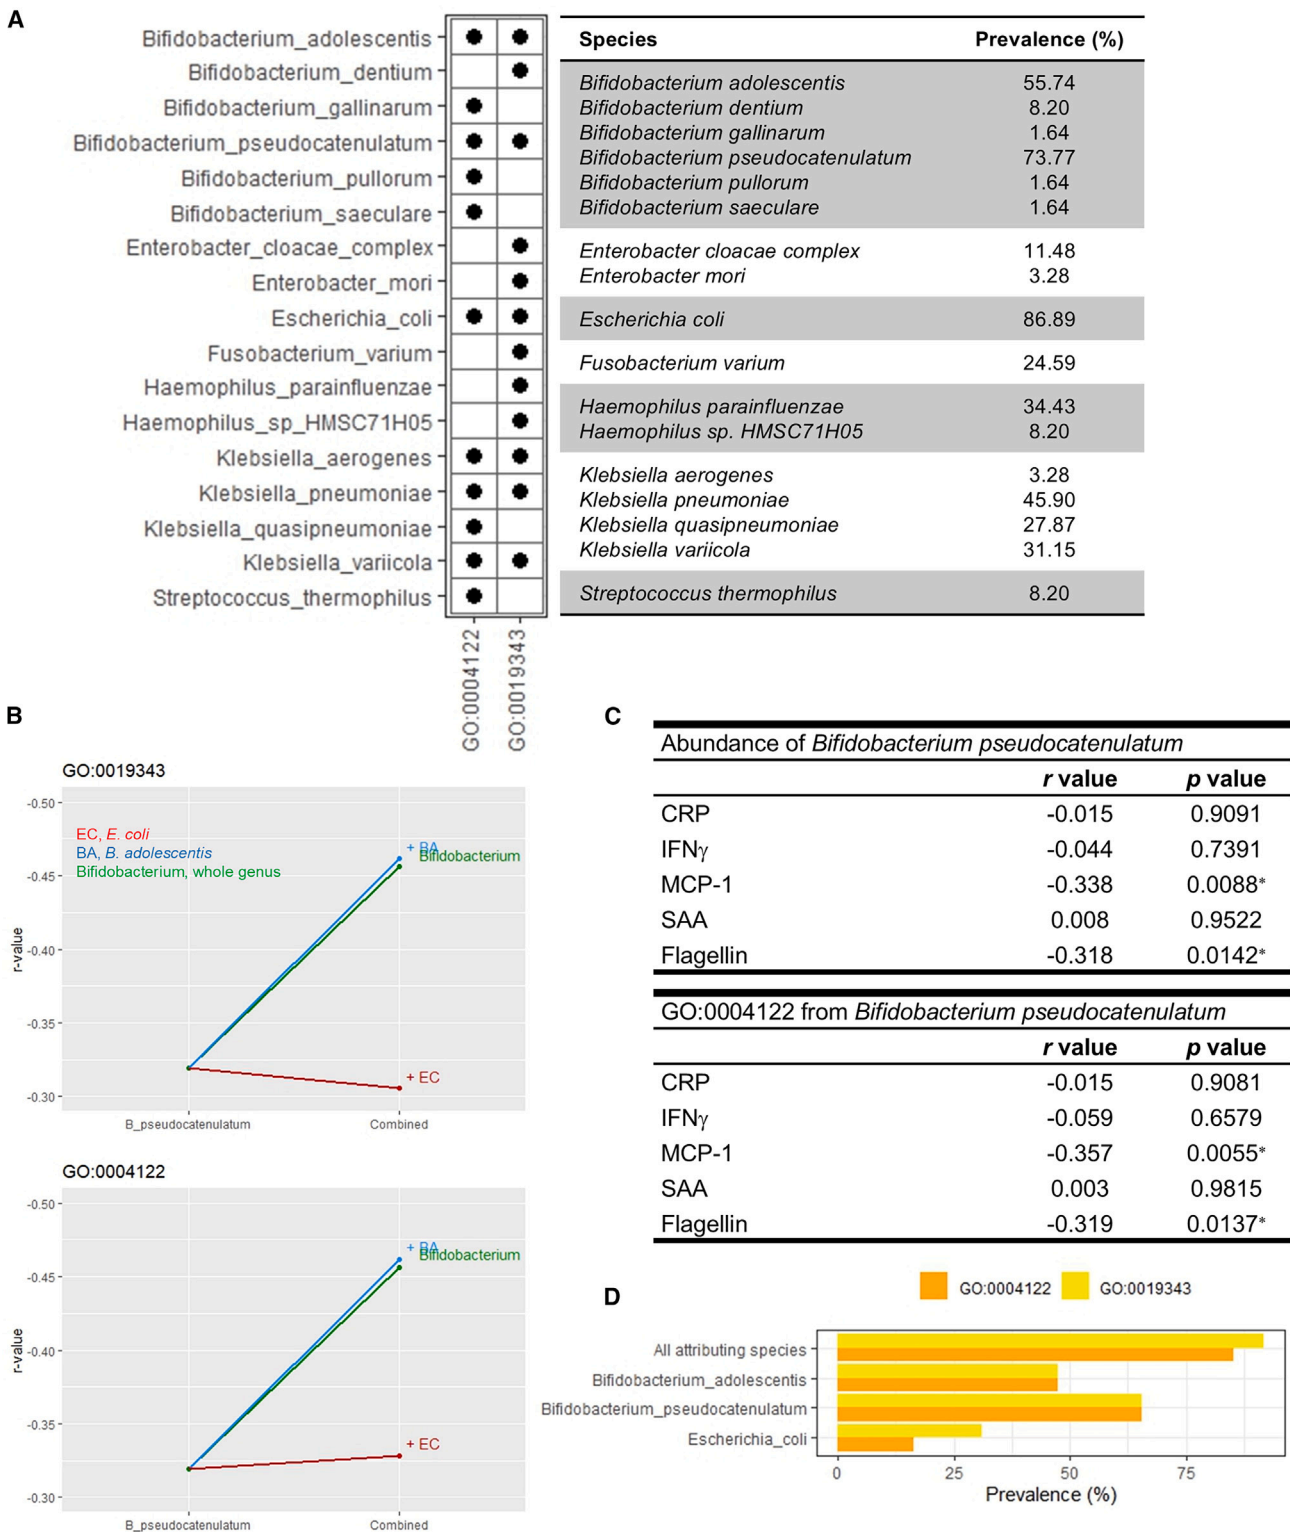 A
Bifidobacterium_adolescentis
Bifidobacterium_dentium
Bifidobacterium_gallinarum
Bifidobacterium_pseudocatenulatum
Bifidobacterium_pullorum
Bifidobacterium_saeculare
Enterobacter_cloacae_complex
Enterobacter_mori
Escherichia_coli
Fusobacterium_varium
Haemophilus_parainfluenzae
Haemophilus_sp_HMSC71H05
Klebsiella_aerogenes
Klebsiella_pneumoniae
Klebsiella_quasipneumoniae
Klebsiella_variicola
Streptococcus_thermophilus
GO:0004122
GO:0019343
Species Prevalence (%)
Bifidobacterium adolescentis 55.74
Bifidobacterium dentium 8.20
Bifidobacterium gallinarum 1.64
Bifidobacterium pseudocatenulatum 73.77
Bifidobacterium pullorum 1.64
Bifidobacterium saeculare 1.64
Enterobacter cloacae complex 11.48
Enterobacter mori 3.28
Escherichia coli 86.89
Fusobacterium varium 24.59
Haemophilus parainfluenzae 34.43
Haemophilus sp. HMSC71H05 8.20
Klebsiella aerogenes 3.28
Klebsiella pneumoniae 45.90
Klebsiella quasipneumoniae 27.87
Klebsiella variicola 31.15
Streptococcus thermophilus 8.20
B
GO:0019343
-0.50
-0.45
-0.40
-0.35
-0.30
r-value
EC, E. coli
BA, B. adolescentis
Bifidobacterium, whole genus
+ BA
Bifidobacterium
+ EC
B_pseudocatenulatum Combined
GO:0004122
-0.50
-0.45
-0.40
-0.35
-0.30
r-value
+ BA
Bifidobacterium
+ EC
B_pseudocatenulatum Combined
C
Abundance of Bifidobacterium pseudocatenulatum
r value p value
CRP -0.015 0.9091
IFNγ -0.044 0.7391
MCP-1 -0.338 0.0088*
SAA 0.008 0.9522
Flagellin -0.318 0.0142*
GO:0004122 from Bifidobacterium pseudocatenulatum
r value p value
CRP -0.015 0.9081
IFNγ -0.059 0.6579
MCP-1 -0.357 0.0055*
SAA 0.003 0.9815
Flagellin -0.319 0.0137*
D
GO:0004122 GO:0019343
All attributing species
Bifidobacterium_adolescentis
Bifidobacterium_pseudocatenulatum
Escherichia_coli
0 25 50 75
Prevalence (%)